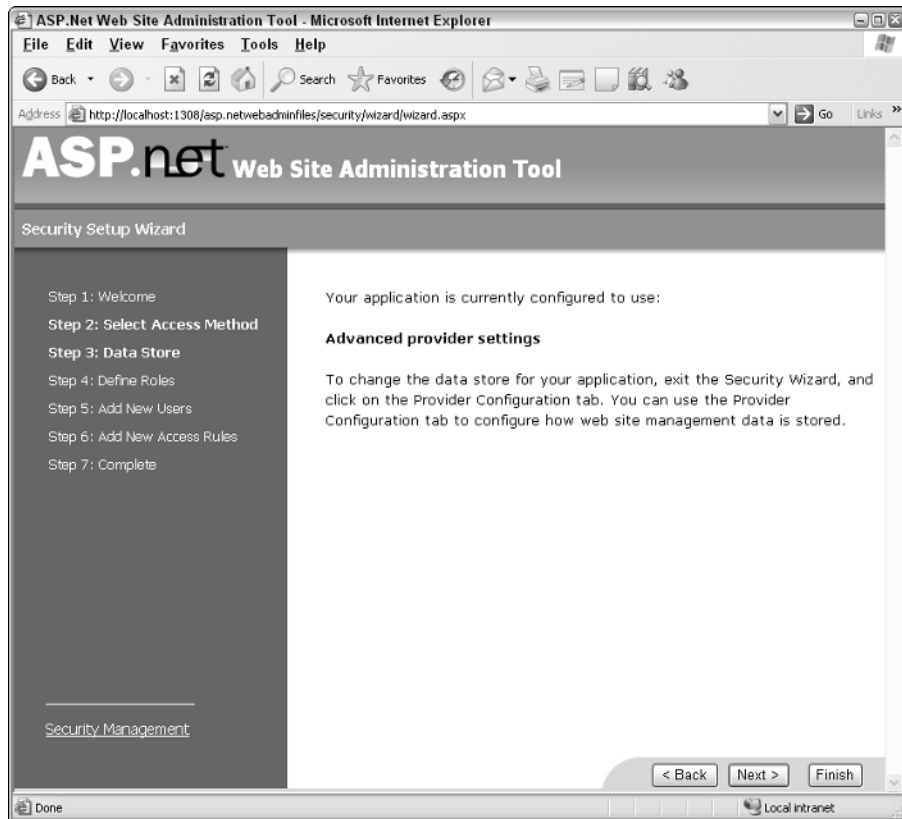 ASP.Net Web Site Administration Tool - Microsoft Internet Explorer
File Edit View Favorites Tools Help
Back Search Favorites
Address http://localhost:1308/asp.netwebadminfiles/security/wizard/wizard.aspx Go Links »
ASP.net Web Site Administration Tool
Security Setup Wizard
Step 1: Welcome
Step 2: Select Access Method
Step 3: Data Store
Step 4: Define Roles
Step 5: Add New Users
Step 6: Add New Access Rules
Step 7: Complete
Security Management
Your application is currently configured to use:
Advanced provider settings
To change the data store for your application, exit the Security Wizard, and
click on the Provider Configuration tab. You can use the Provider
Configuration tab to configure how web site management data is stored.
< Back Next > Finish
Done Local intranet